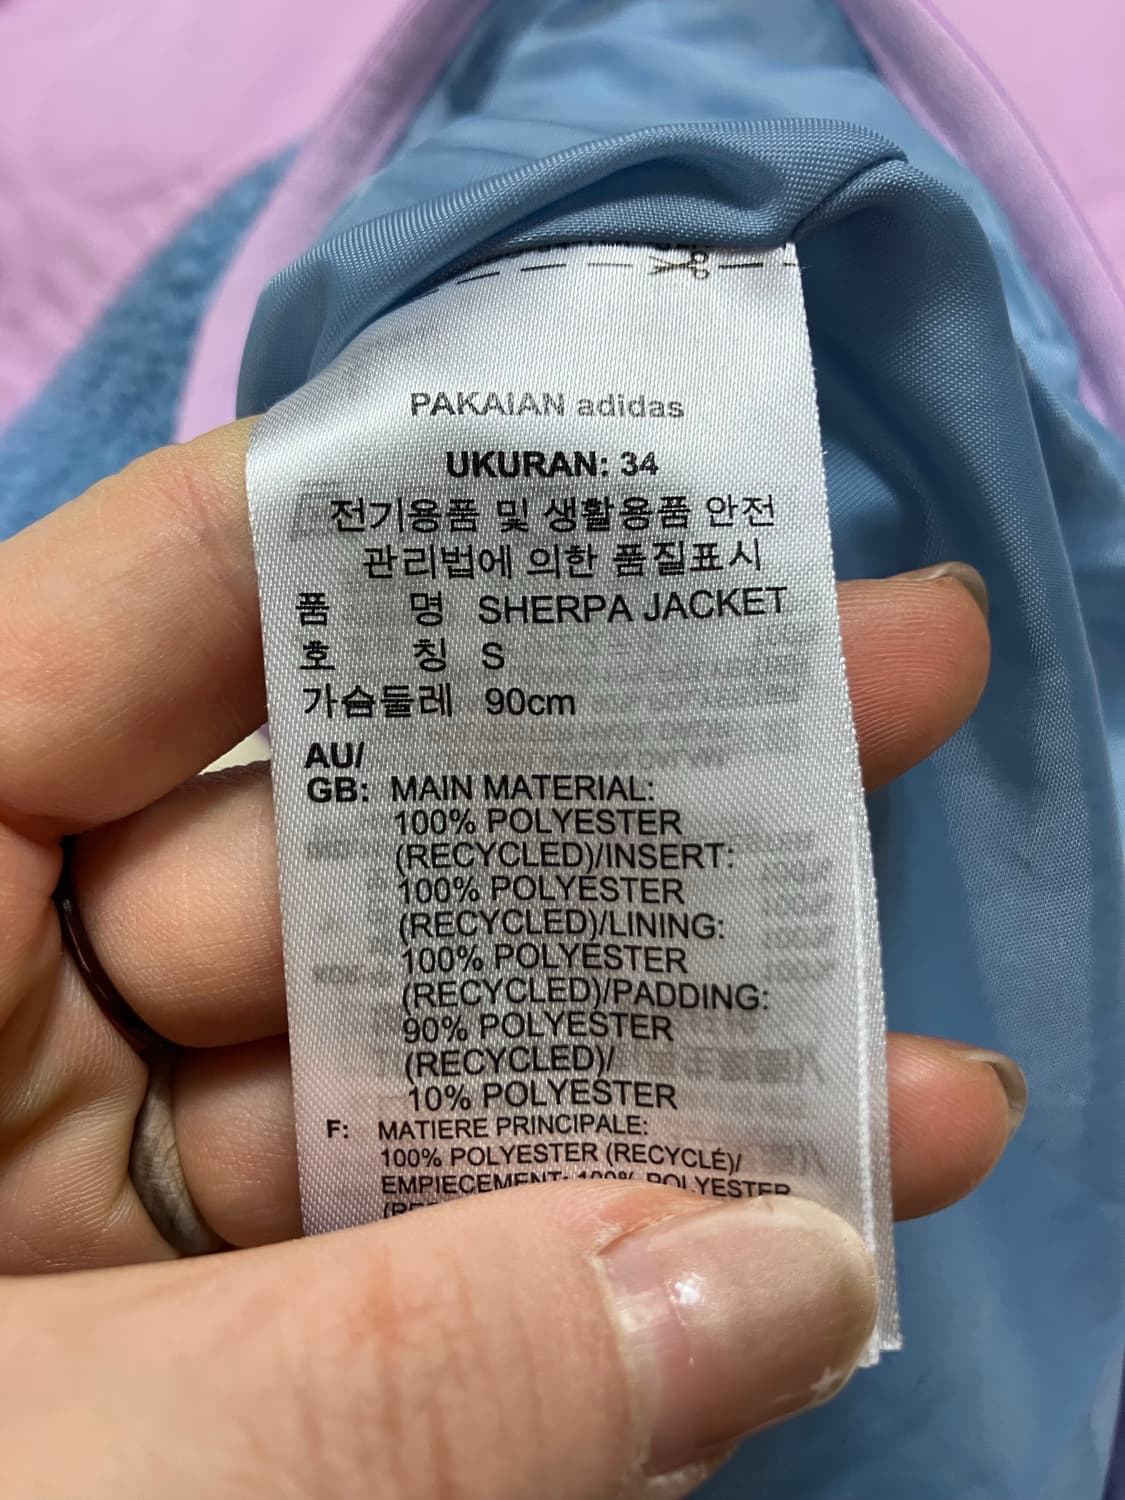 PAKAIAN adidas
UKURAN: 34
전기용품 및 생활용품 안전
관리법에 의한 품질표시
품 명 SHERPA JACKET
호 칭 S
가슴둘레 90cm
AU/
GB: MAIN MATERIAL:
100% POLYESTER
(RECYCLED)/INSERT:
100% POLYESTER
(RECYCLED)/LINING:
100% POLYESTER
(RECYCLED)/PADDING:
90% POLYESTER
(RECYCLED)/
10% POLYESTER
F: MATIERE PRINCIPALE:
100% POLYESTER (RECYCLÉ)/
EMPIECEMENT: 100% POLYESTER